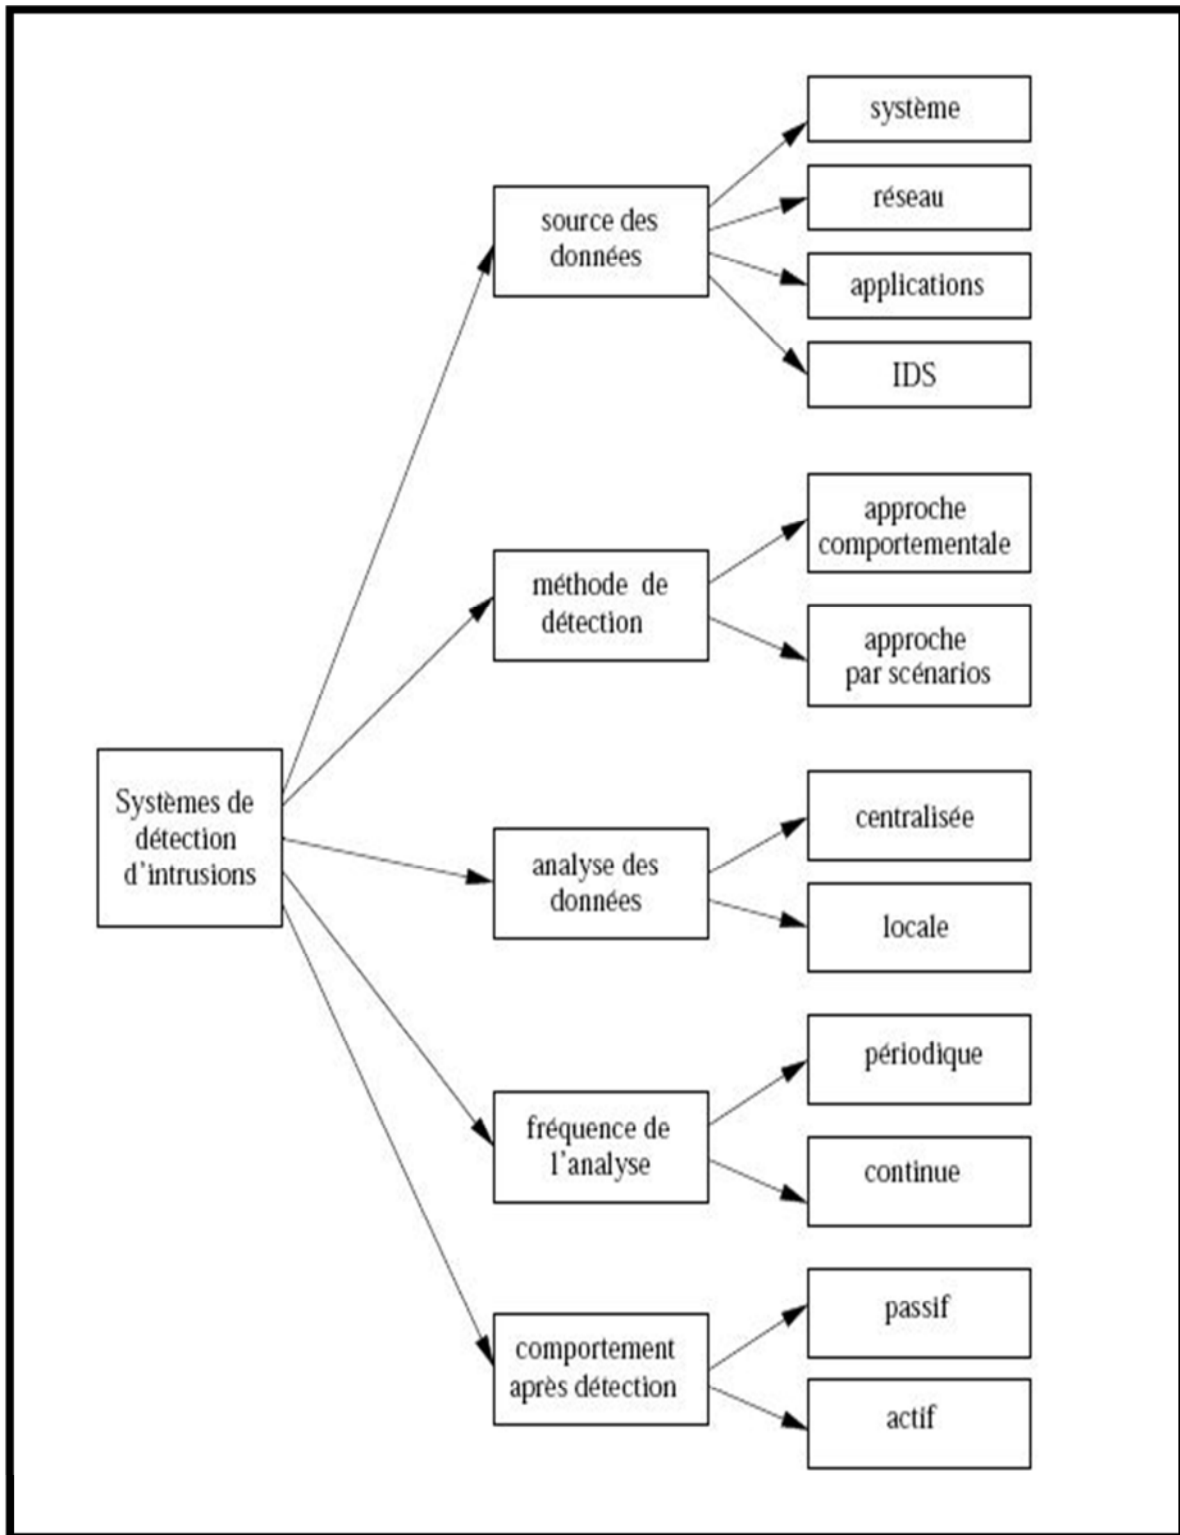 système
réseau
applications
IDS
source des
données
approche
comportementale
approche
par scénarios
méthode de
détection
centralisée
locale
analyse des
données
Systèmes de
détection
d'intrusions
périodique
continue
fréquence de
l'analyse
passif
actif
comportement
après détection